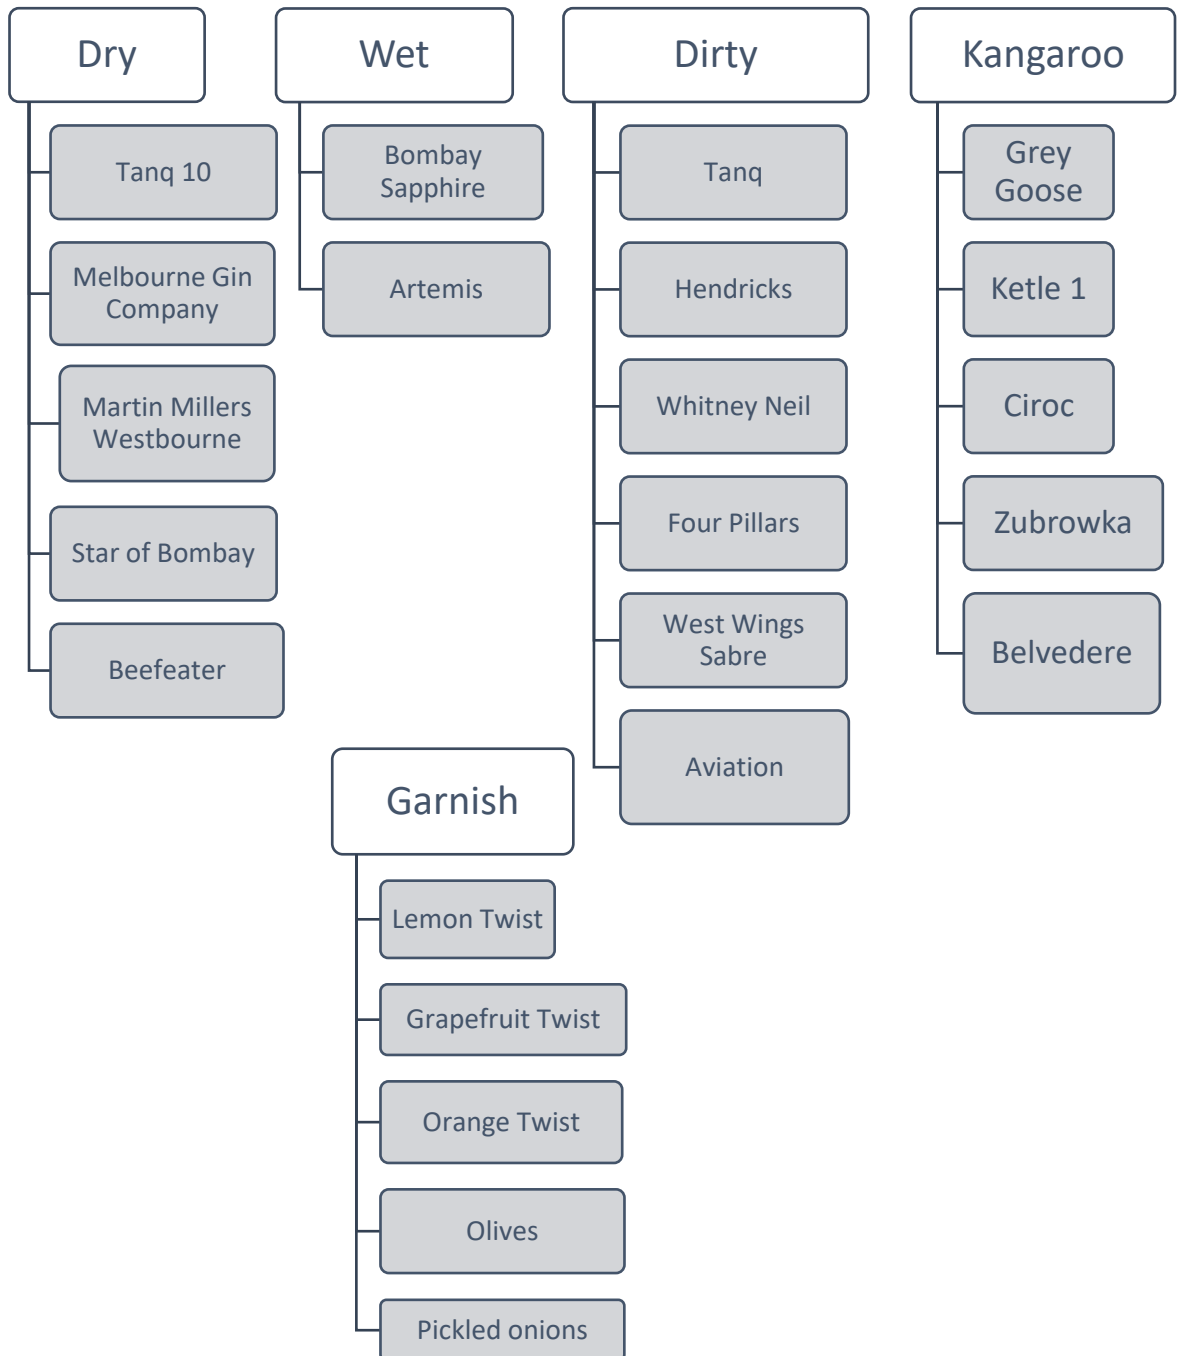 Dry
Tanq 10
Melbourne Gin
Company
Martin Millers
Westbourne
Star of Bombay
Beefeater
Wet
Bombay
Sapphire
Artemis
Dirty
Tanq
Hendricks
Whitney Neil
Four Pillars
West Wings
Sabre
Aviation
Kangaroo
Grey
Goose
Ketle 1
Ciroc
Zubrowka
Belvedere
Garnish
Lemon Twist
Grapefruit Twist
Orange Twist
Olives
Pickled onions